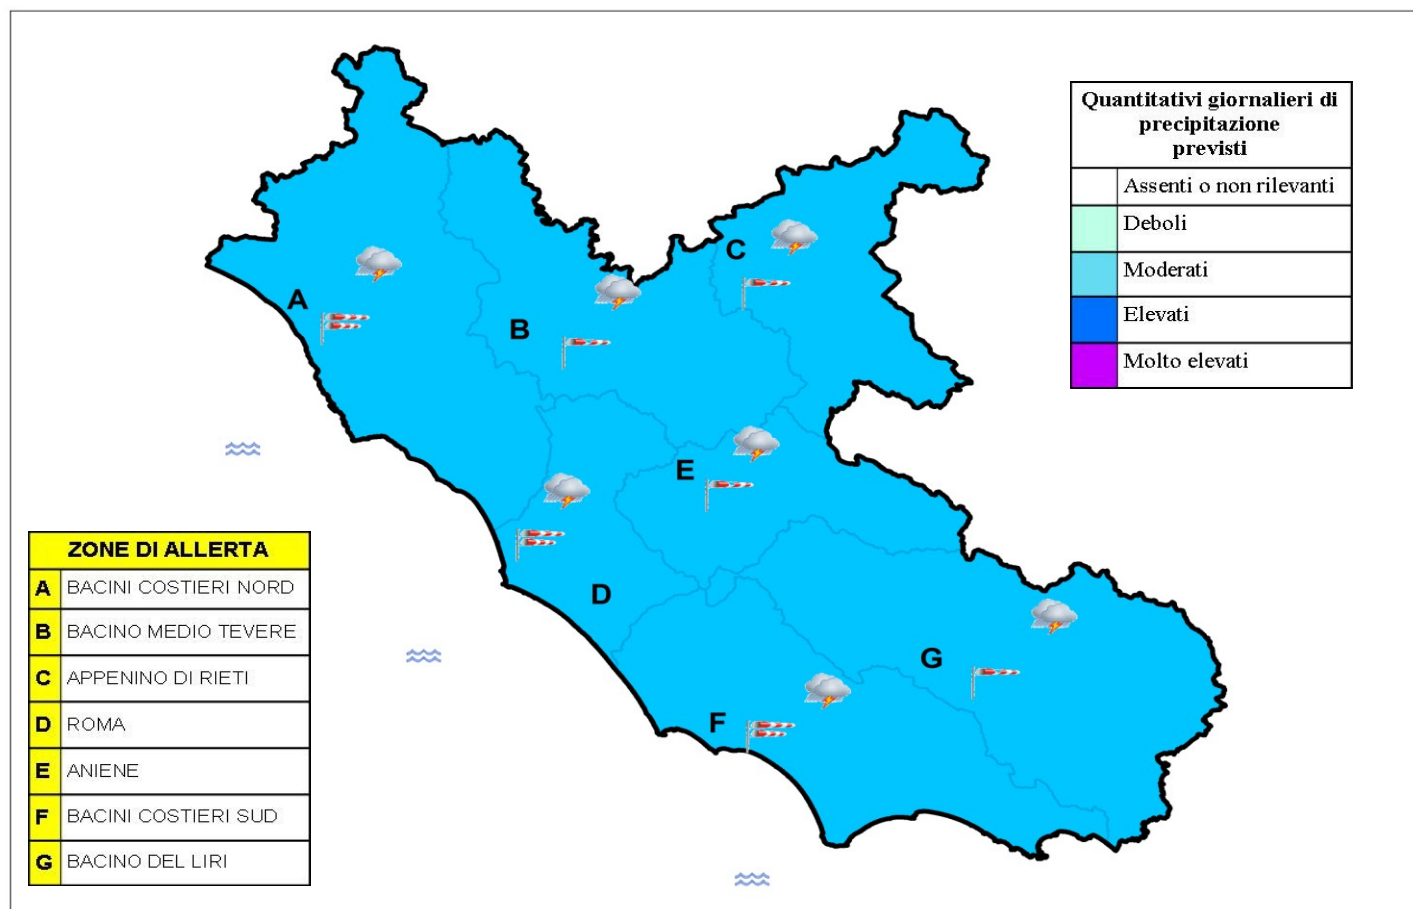 Quantitativi giornalieri di
precipitazione
previsti
Assenti o non rilevanti
Deboli
Moderati
Elevati
Molto elevati
C
A
B
E
D
G
F
ZONE DI ALLERTA
A BACINI COSTIERI NORD
B BACINO MEDIO TEVERE
C APPENINO DI RIETI
D ROMA
E ANIENE
F BACINI COSTIERI SUD
G BACINO DEL LIRI